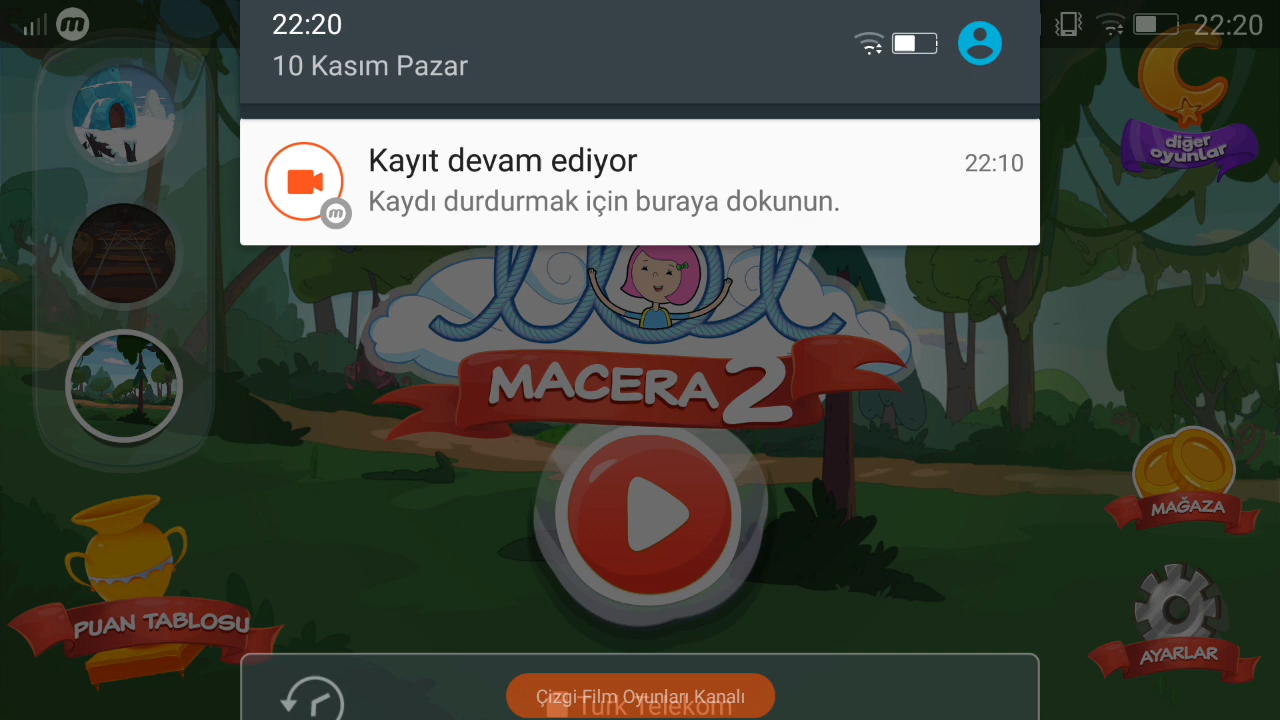 22:20
22:20
10 Kasım Pazar
Kayıt devam ediyor
22:10
Kaydı durdurmak için buraya dokunun.
diğer
oyunlar
MACERA 2
MAĞAZA
PUAN TABLOSU
AYARLAR
Çizgi Film Oyunları Kanalı
Türk Telekom